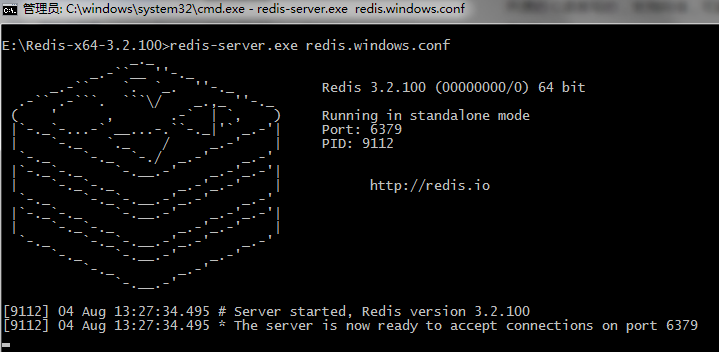 管理员: C:\windows\system32\cmd.exe - redis-server.exe redis.windows.conf
E:\Redis-x64-3.2.100>redis-server.exe redis.windows.conf
Redis 3.2.100 (00000000/0) 64 bit
Running in standalone mode
Port: 6379
PID: 9112
http://redis.io
[9112] 04 Aug 13:27:34.495 # Server started, Redis version 3.2.100
[9112] 04 Aug 13:27:34.495 * The server is now ready to accept connections on port 6379